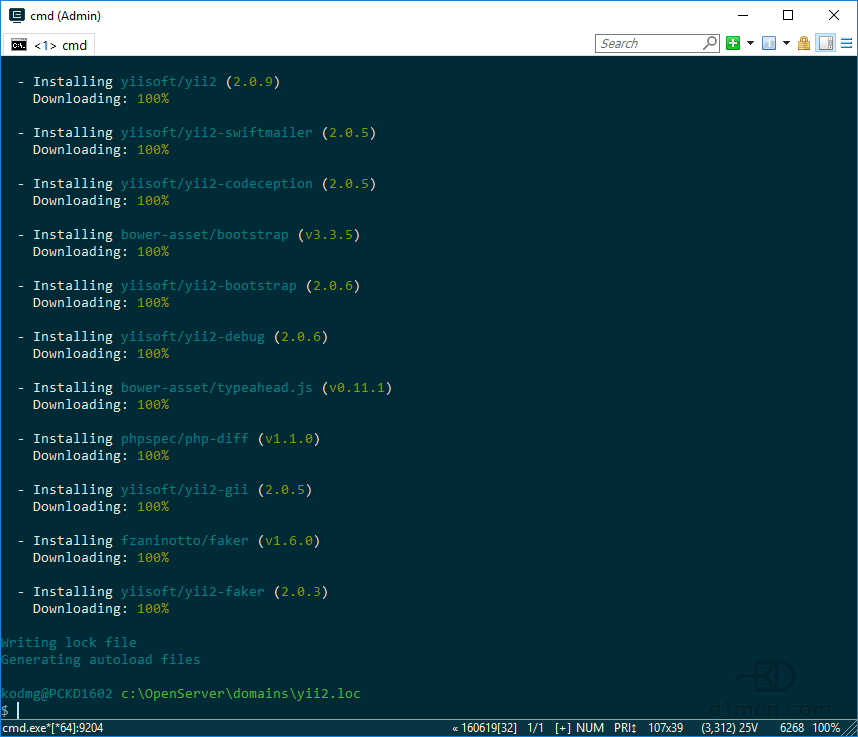 cmd (Admin)
<1> cmd
Search
- Installing yiisoft/yii2 (2.0.9)
Downloading: 100%
- Installing yiisoft/yii2-swiftmailer (2.0.5)
Downloading: 100%
- Installing yiisoft/yii2-codeception (2.0.5)
Downloading: 100%
- Installing bower-asset/bootstrap (v3.3.5)
Downloading: 100%
- Installing yiisoft/yii2-bootstrap (2.0.6)
Downloading: 100%
- Installing yiisoft/yii2-debug (2.0.6)
Downloading: 100%
- Installing bower-asset/typeahead.js (v0.11.1)
Downloading: 100%
- Installing phpspec/php-diff (v1.1.0)
Downloading: 100%
- Installing yiisoft/yii2-gii (2.0.5)
Downloading: 100%
- Installing fzaninotto/faker (v1.6.0)
Downloading: 100%
- Installing yiisoft/yii2-faker (2.0.3)
Downloading: 100%
Writing lock file
Generating autoload files
kodmg@PCKD1602 c:\OpenServer\domains\yii2.loc
$
BD
d1mon.com
cmd.exe*[*64]:9204 « 160619[32] 1/1 [+] NUM PRI↕ 107x39 (3,312) 25V 6268 100%